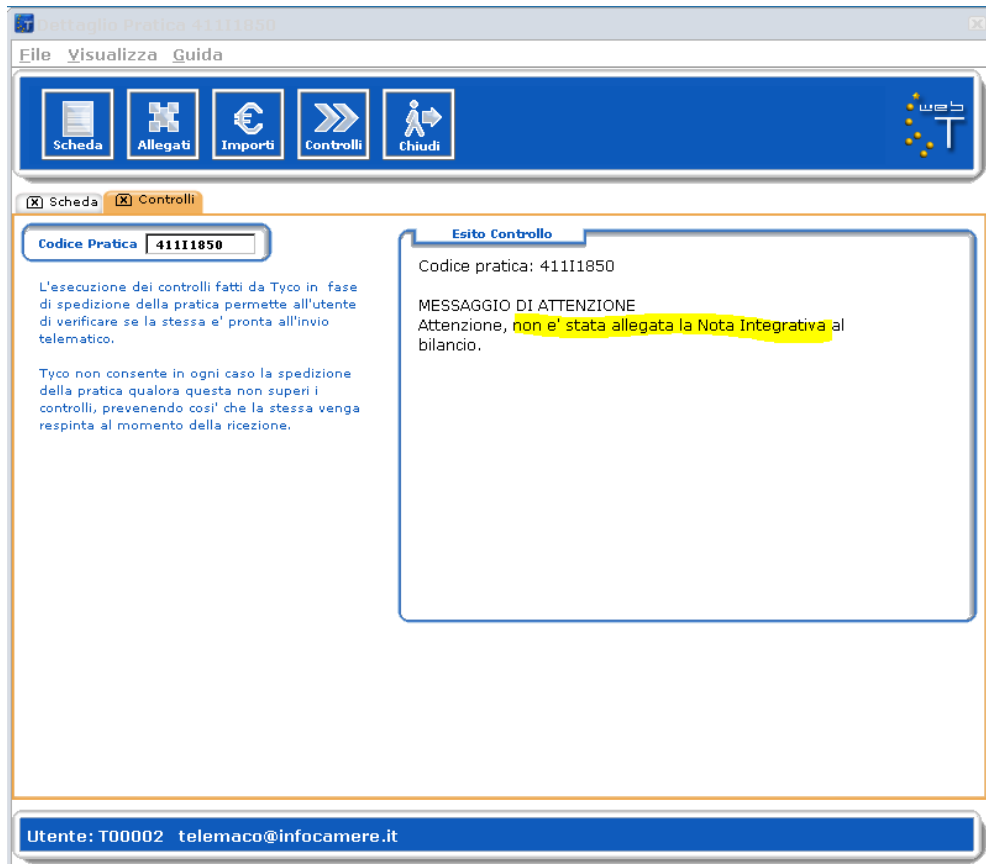 Dettaglio Pratica 411I1850
File Visualizza Guida
Scheda Allegati Importi Controlli Chiudi
web T
Scheda Controlli
Codice Pratica 411I1850
L'esecuzione dei controlli fatti da Tyco in fase
di spedizione della pratica permette all'utente
di verificare se la stessa e' pronta all'invio
telematico.
Tyco non consente in ogni caso la spedizione
della pratica qualora questa non superi i
controlli, prevenendo cosi' che la stessa venga
respinta al momento della ricezione.
Esito Controllo
Codice pratica: 411I1850
MESSAGGIO DI ATTENZIONE
Attenzione, non e' stata allegata la Nota Integrativa al
bilancio.
Utente: T00002 telemaco@infocamere.it